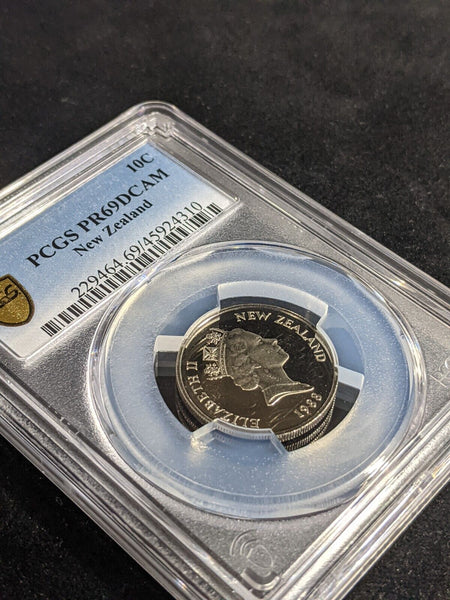 10C
PCGS PR69DCAM
New Zealand
229464.69/45924310
ELIZABETH II
NEW ZEALAND
1988